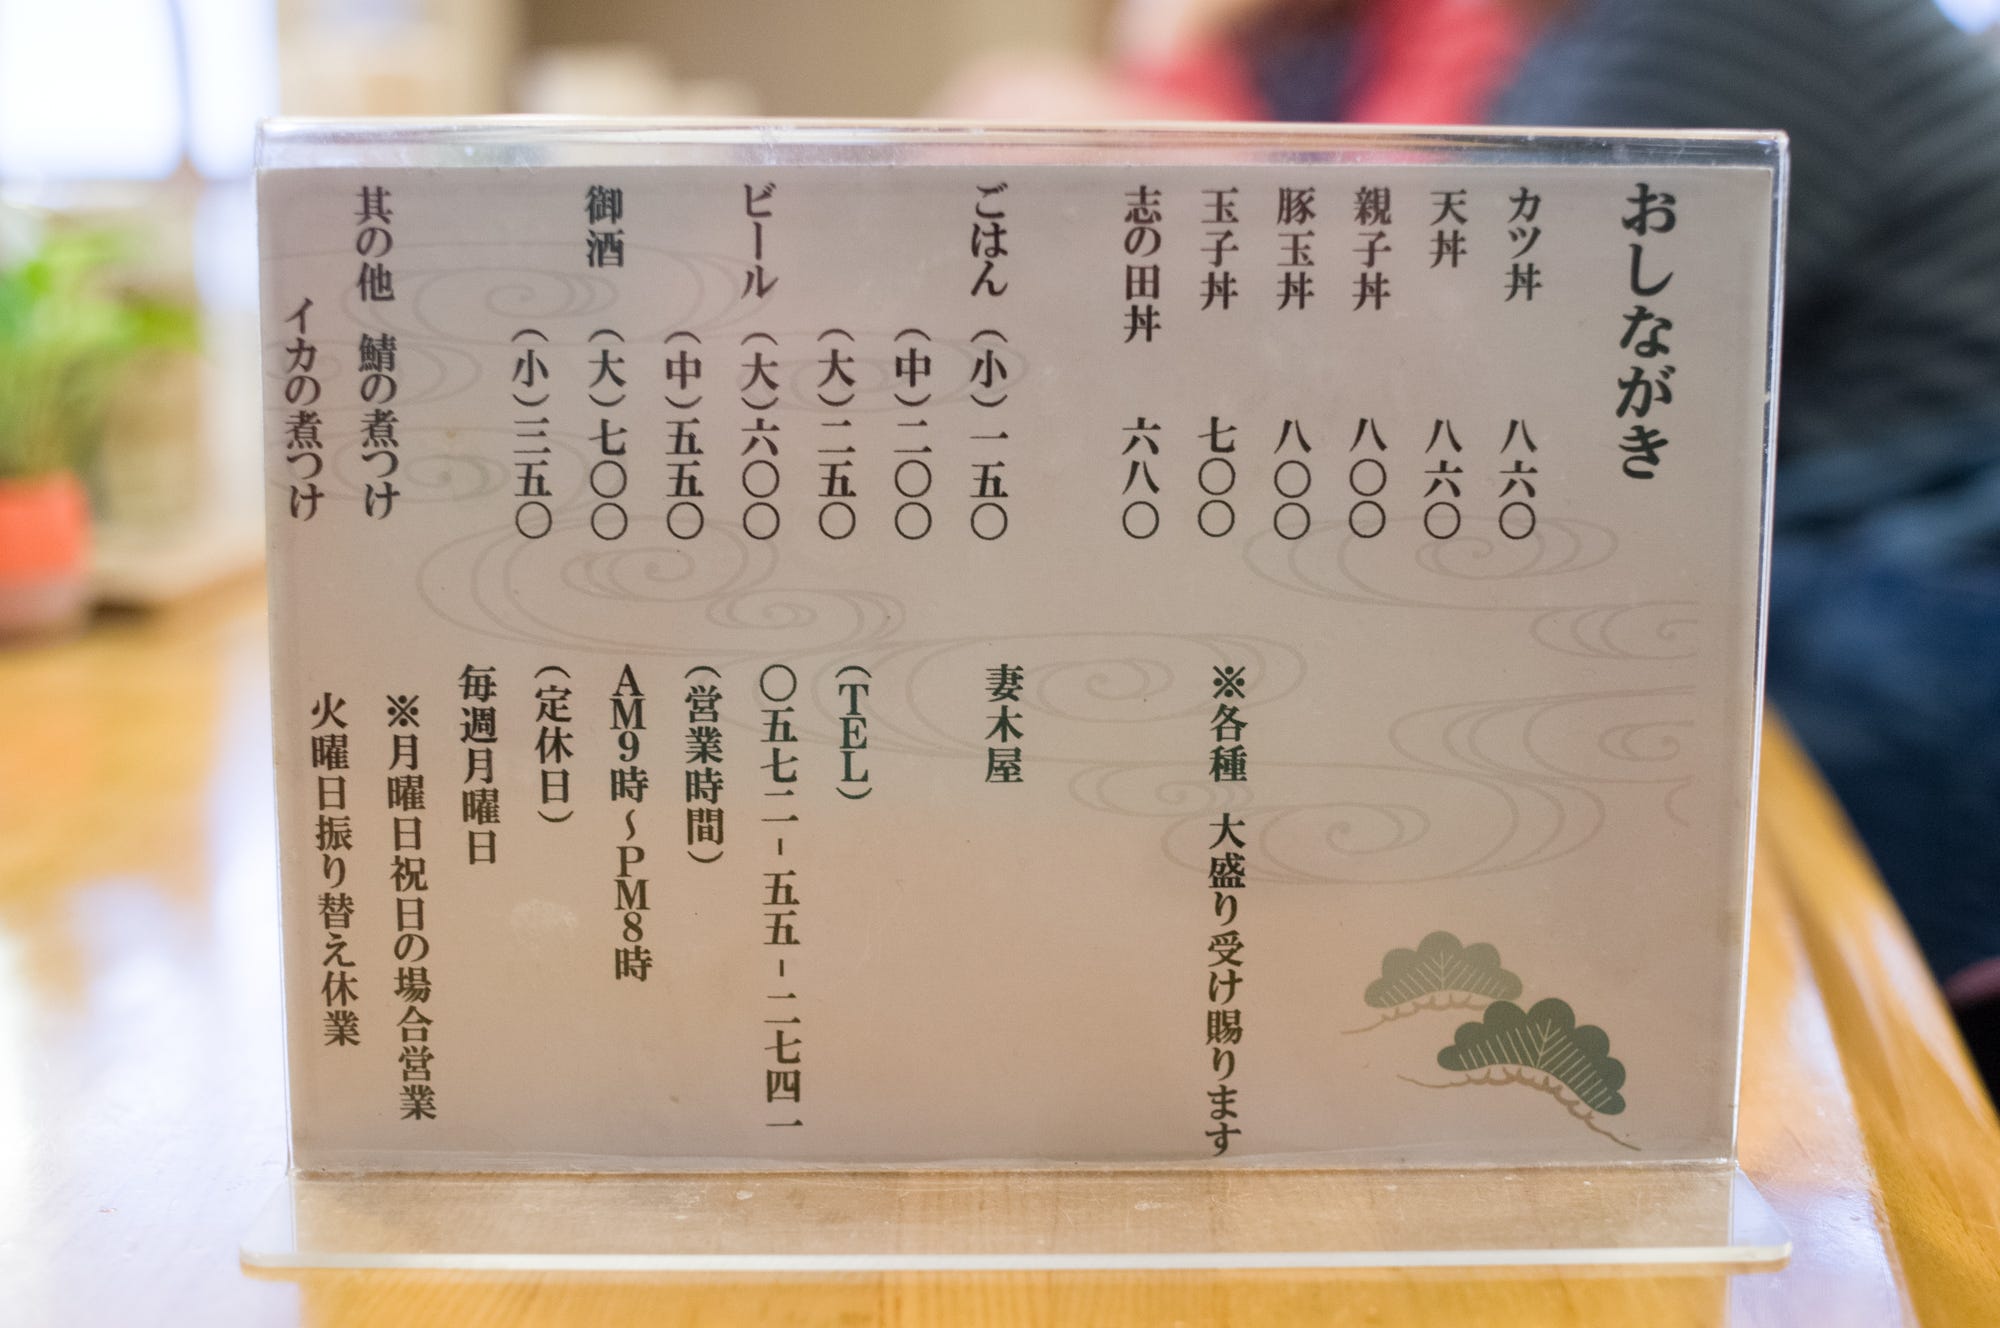 おしながき
カツ丼 八六〇
天丼 八六〇
親子丼 八〇〇
豚玉丼 八〇〇
玉子丼 七〇〇
志の田丼 六八〇
ごはん（小）一五〇
（中）二〇〇
（大）二五〇
ビール（大）六〇〇
（中）五五〇
御酒（大）七〇〇
（小）三五〇
其の他 鯖の煮つけ
イカの煮つけ
※各種 大盛り受け賜ります
妻木屋
（TEL）
〇五七二-五五-二七四一
（営業時間）
AM9時～PM8時
（定休日）
毎週月曜日
※月曜日祝日の場合営業
火曜日振り替え休業